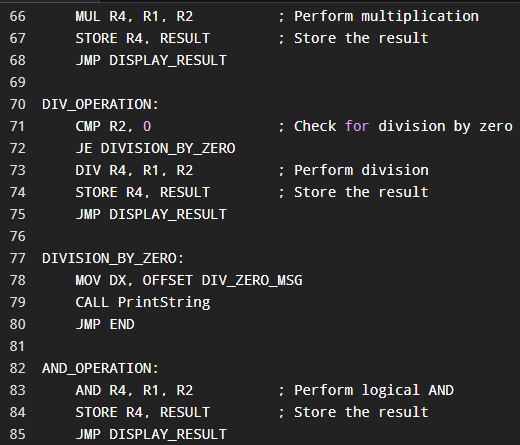 66 MUL R4, R1, R2 ; Perform multiplication
67 STORE R4, RESULT ; Store the result
68 JMP DISPLAY_RESULT
69
70 DIV_OPERATION:
71 CMP R2, 0 ; Check for division by zero
72 JE DIVISION_BY_ZERO
73 DIV R4, R1, R2 ; Perform division
74 STORE R4, RESULT ; Store the result
75 JMP DISPLAY_RESULT
76
77 DIVISION_BY_ZERO:
78 MOV DX, OFFSET DIV_ZERO_MSG
79 CALL PrintString
80 JMP END
81
82 AND_OPERATION:
83 AND R4, R1, R2 ; Perform logical AND
84 STORE R4, RESULT ; Store the result
85 JMP DISPLAY_RESULT